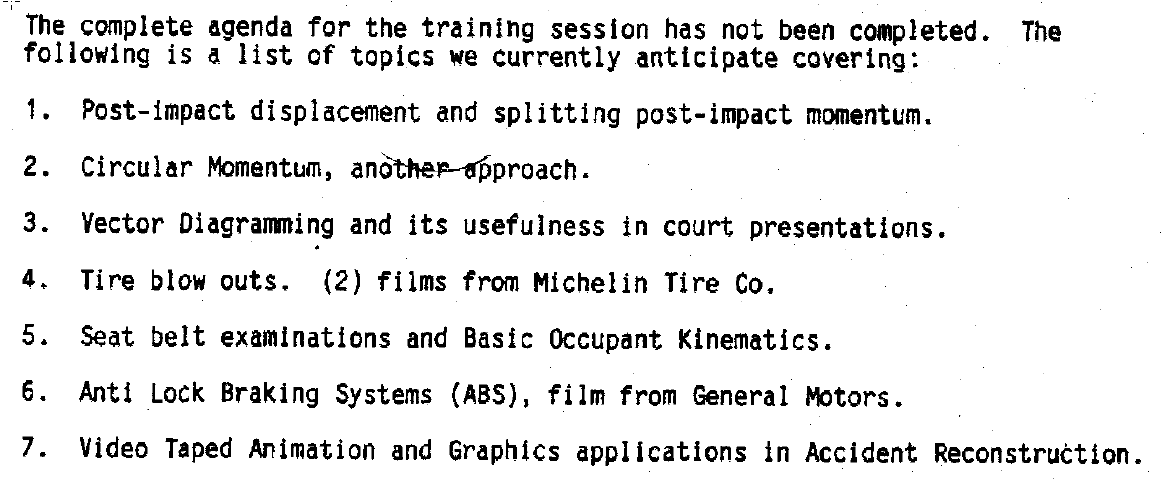 The complete agenda for the training session has not been completed. The
following is a list of topics we currently anticipate covering:
1. Post-impact displacement and splitting post-impact momentum.
2. Circular Momentum, another approach.
3. Vector Diagramming and its usefulness in court presentations.
4. Tire blow outs. (2) films from Michelin Tire Co.
5. Seat belt examinations and Basic Occupant Kinematics.
6. Anti Lock Braking Systems (ABS), film from General Motors.
7. Video Taped Animation and Graphics applications in Accident Reconstruction.